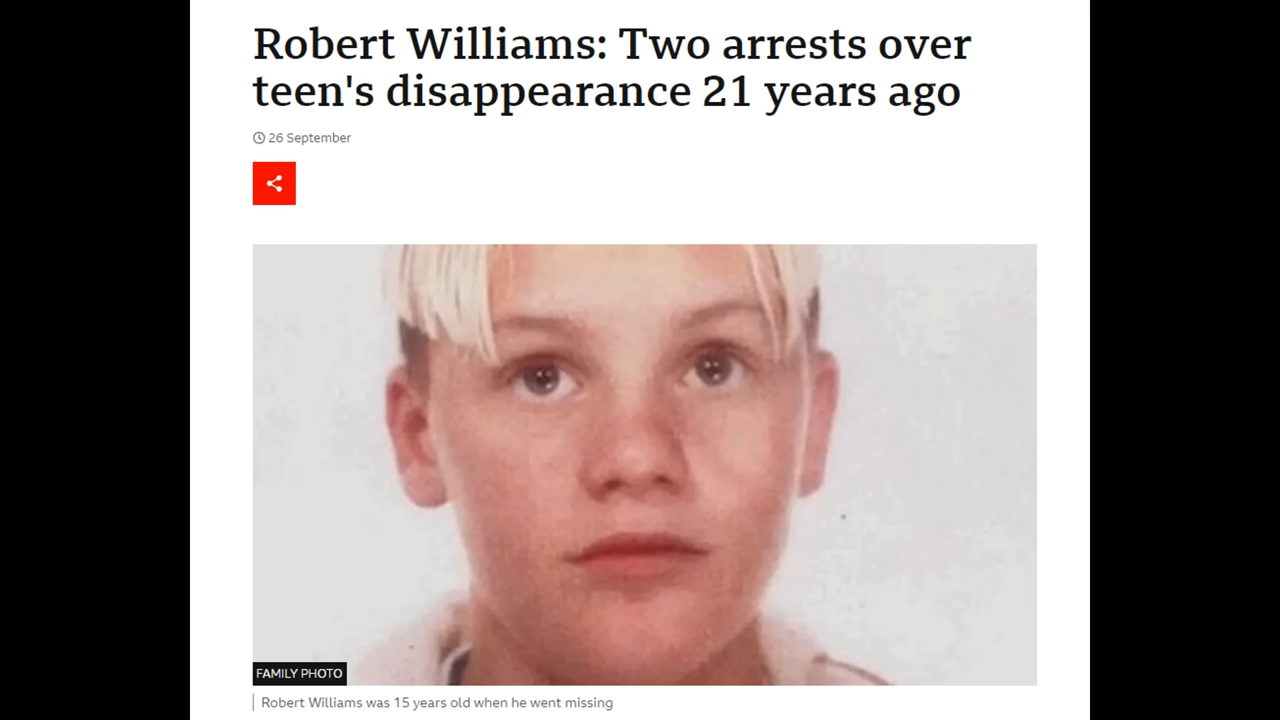 Robert Williams: Two arrests over
teen's disappearance 21 years ago
26 September
FAMILY PHOTO
Robert Williams was 15 years old when he went missing